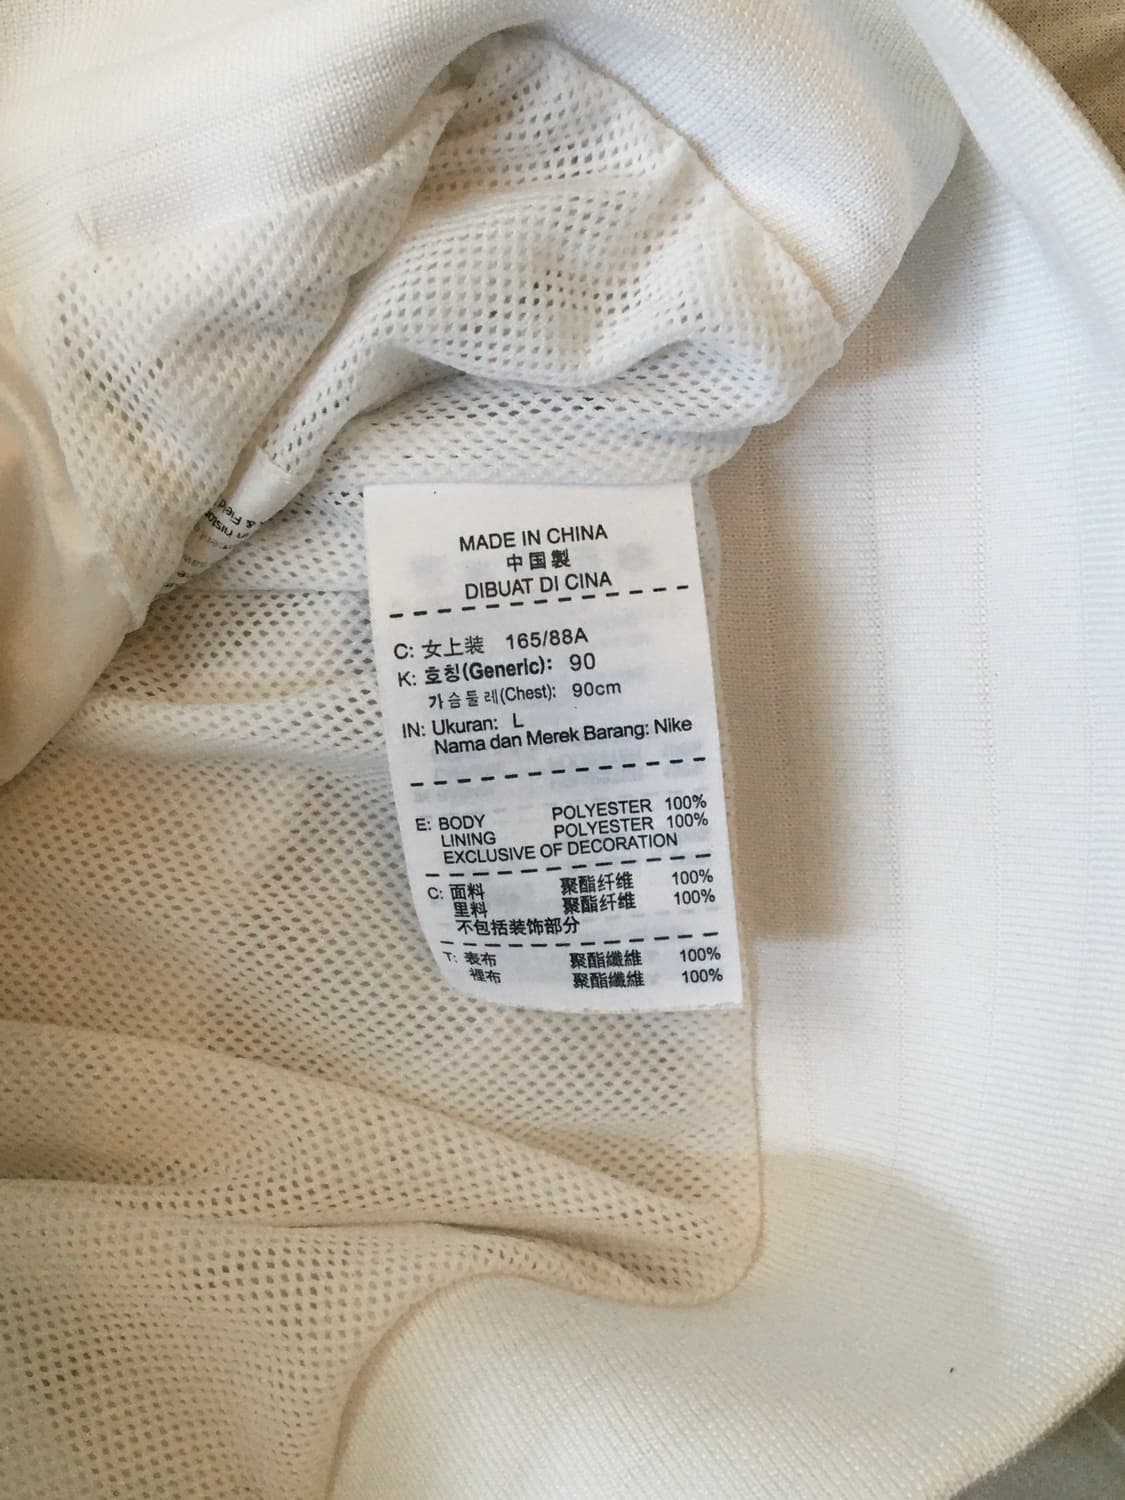 & Field
MADE IN CHINA
中国製
DIBUAT DI CINA
C: 女上装 165/88A
K: 호칭(Generic): 90
가슴둘레(Chest): 90cm
IN: Ukuran: L
Nama dan Merek Barang: Nike
E: BODY POLYESTER 100%
LINING POLYESTER 100%
EXCLUSIVE OF DECORATION
C: 面料 聚酯纤维 100%
里料 聚酯纤维 100%
不包括装饰部分
T: 表布 聚酯纖維 100%
裡布 聚酯纖維 100%